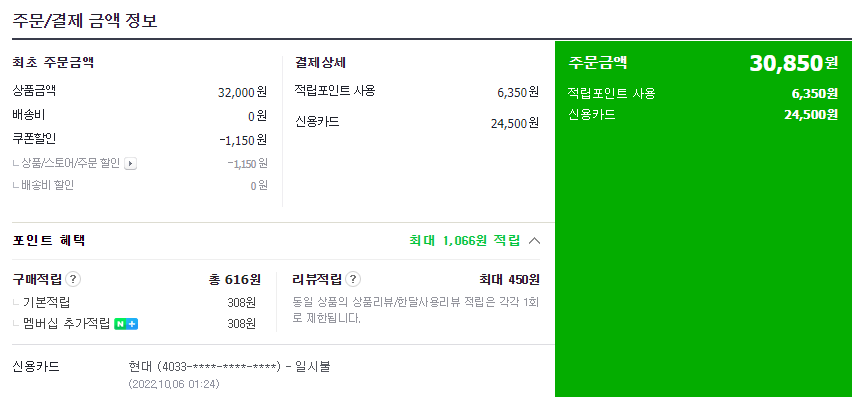 주문/결제 금액 정보
최초 주문금액
상품금액 32,000원
배송비 0원
쿠폰할인 -1,150원
상품/스토어/주문 할인 -1,150원
배송비 할인 0원
결제상세
적립포인트 사용 6,350원
신용카드 24,500원
주문금액 30,850원
적립포인트 사용 6,350원
신용카드 24,500원
포인트 혜택 최대 1,066원 적립
구매적립 ? 총 616원
기본적립 308원
멤버십 추가적립 N+ 308원
리뷰적립 ? 최대 450원
동일 상품의 상품리뷰/한달사용리뷰 적립은 각각 1회
로 제한됩니다.
신용카드 현대 (4033-****-****-****) - 일시불
(2022.10.06 01:24)